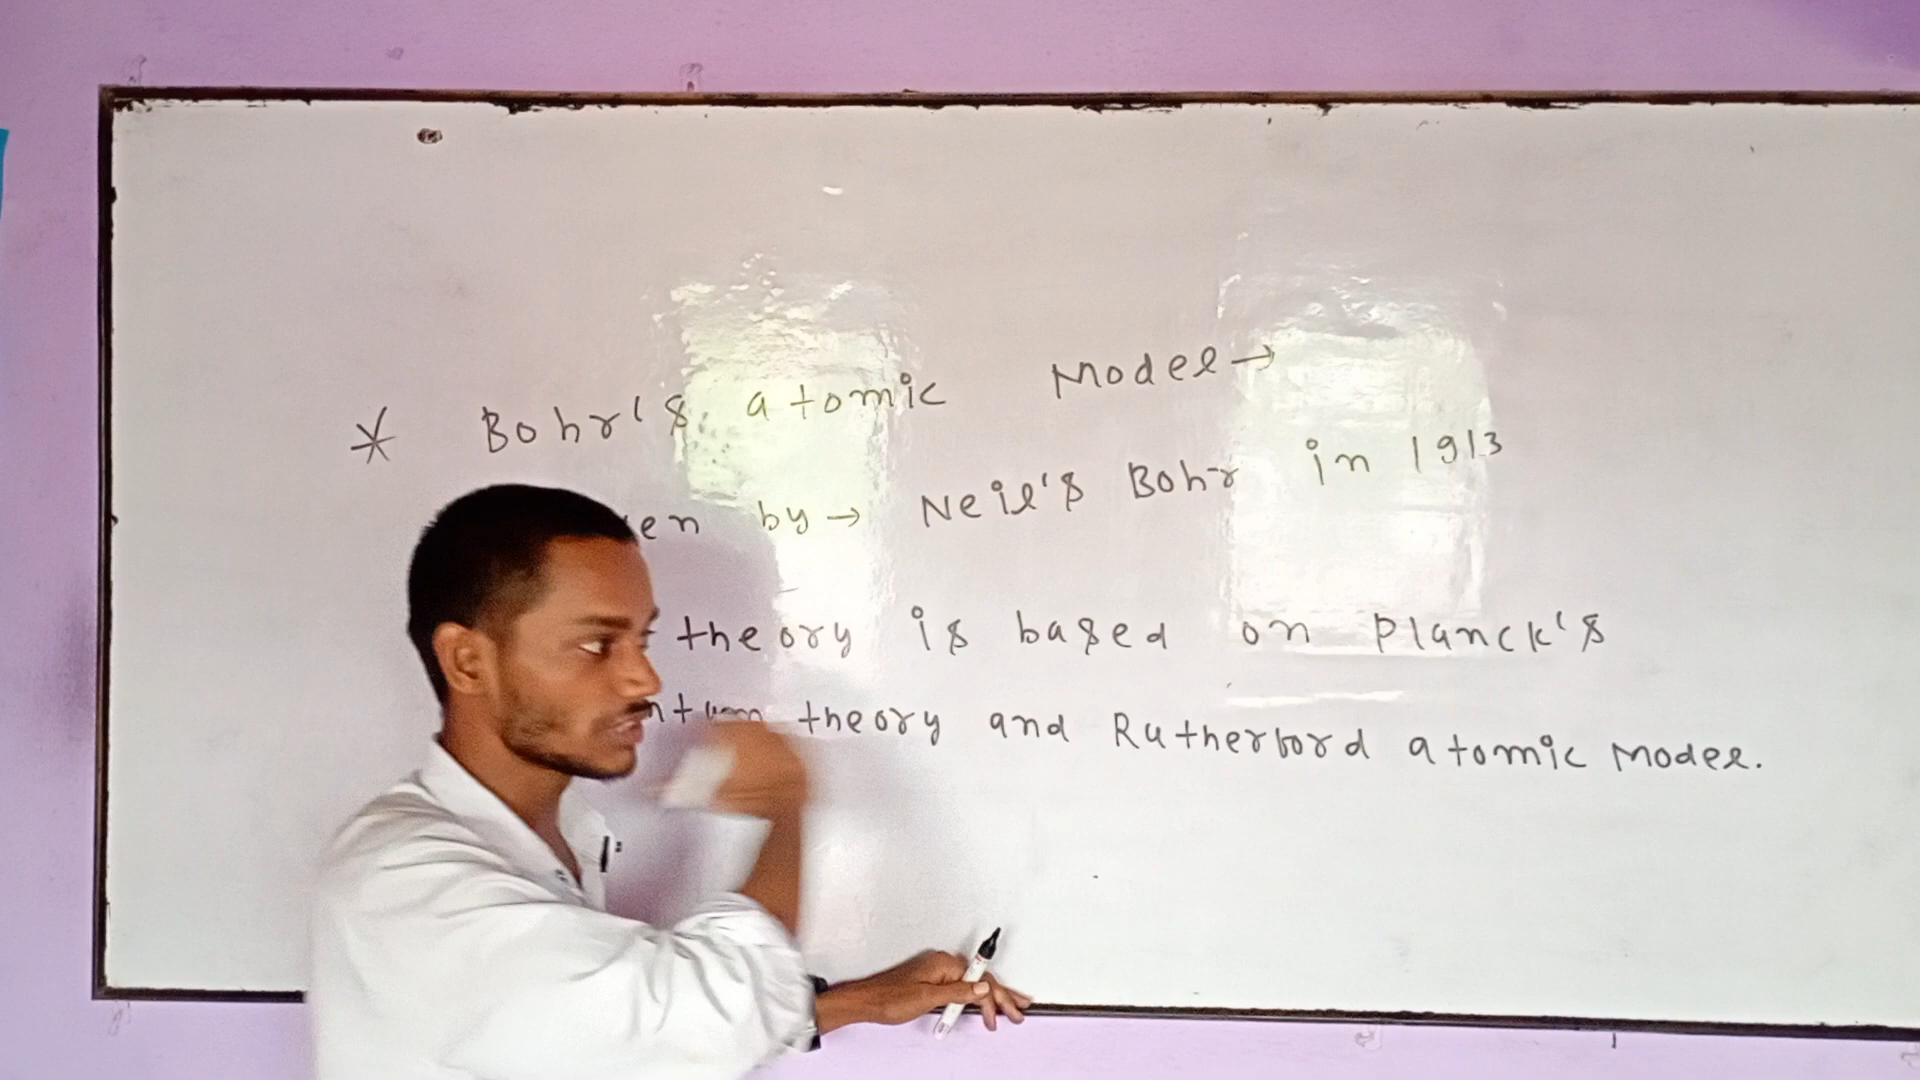 * Bohr's atomic Model →
en by → Neil's Bohr in 1913
theory is based on Planck's
ntum theory and Rutherford atomic Model.